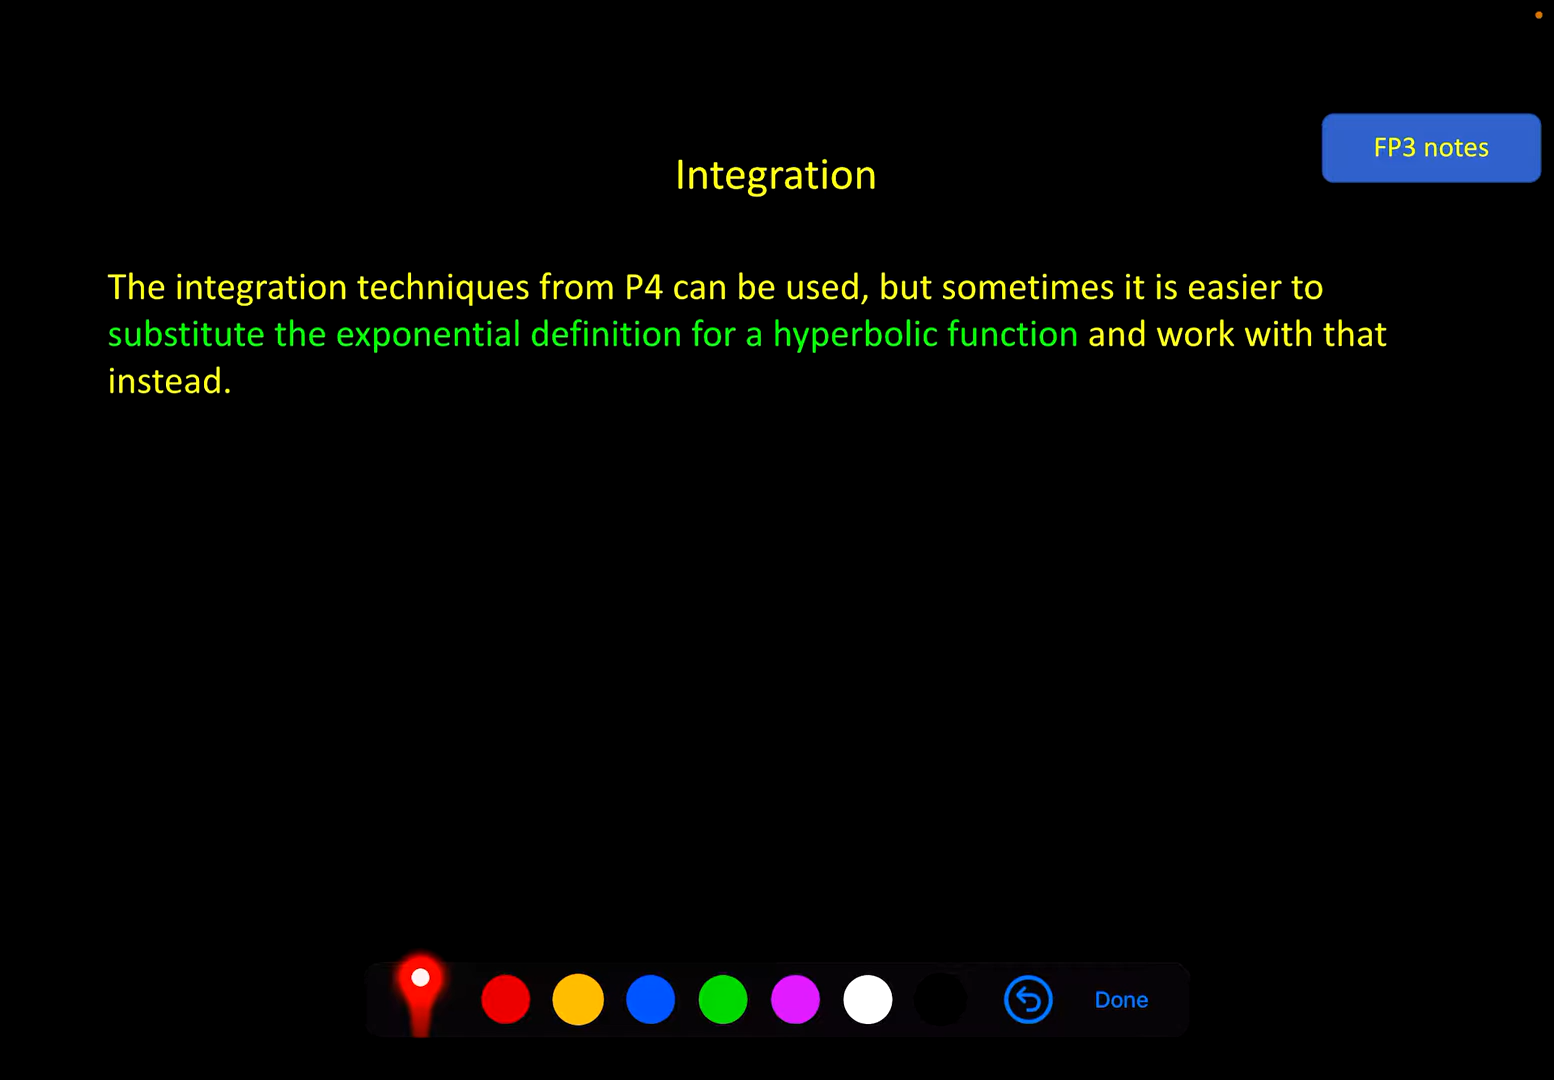 FP3 notes
Integration
The integration techniques from P4 can be used, but sometimes it is easier to
substitute the exponential definition for a hyperbolic function and work with that
instead.
Done